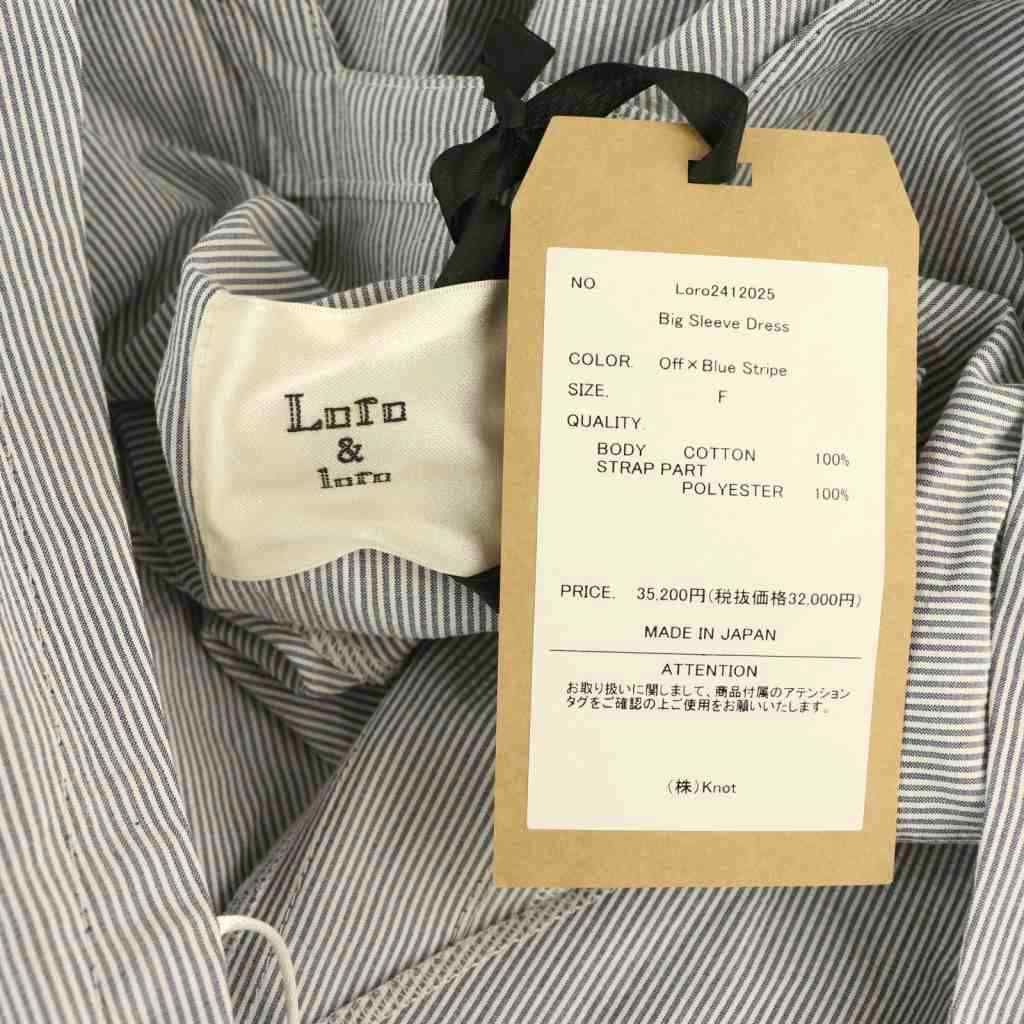 Loro
&
loro
NO. Loro2412025
Big Sleeve Dress
COLOR. Off×Blue Stripe
SIZE. F
QUALITY.
BODY COTTON 100%
STRAP PART
POLYESTER 100%
PRICE. 35,200円(税抜価格32,000円)
MADE IN JAPAN
ATTENTION
お取り扱いに関しまして、商品付属のアテンション
タグをご確認の上ご使用をお願いいたします。
(株)Knot